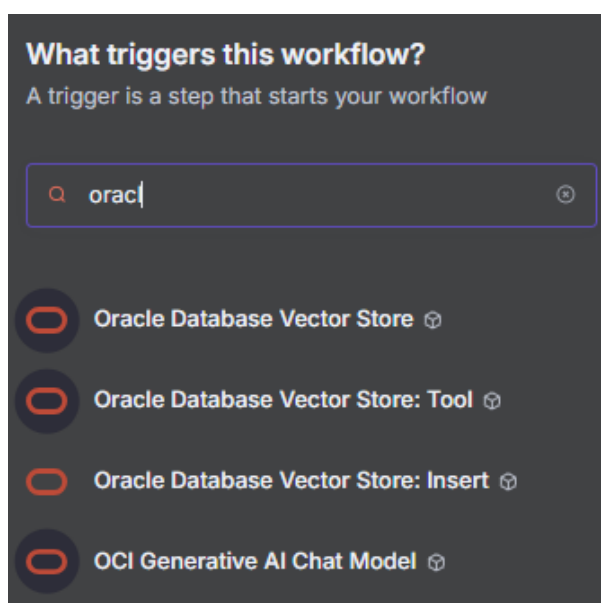 What triggers this workflow?
A trigger is a step that starts your workflow
oracl
Oracle Database Vector Store
Oracle Database Vector Store: Tool
Oracle Database Vector Store: Insert
OCI Generative AI Chat Model